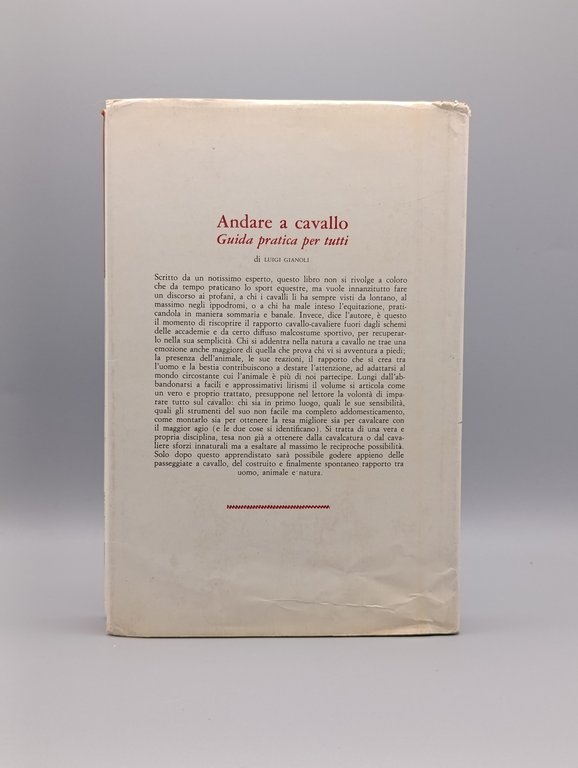 Andare a cavallo
Guida pratica per tutti
di LUIGI GIANOLI
Scritto da un notissimo esperto, questo libro non si rivolge a coloro
che da tempo praticano lo sport equestre, ma vuole innanzitutto fare
un discorso ai profani, a chi i cavalli li ha sempre visti da lontano, al
massimo negli ippodromi, o a chi ha male inteso l'equitazione, prati-
candola in maniera sommaria e banale. Invece, dice l'autore, è questo
il momento di riscoprire il rapporto cavallo-cavaliere fuori dagli schemi
delle accademie e da certo diffuso malcostume sportivo, per recuperar-
lo nella sua semplicità. Chi si addentra nella natura a cavallo ne trae una
emozione anche maggiore di quella che prova chi vi si avventura a piedi;
la presenza dell'animale, le sue reazioni, il rapporto che si crea tra
l'uomo e la bestia contribuiscono a destare l'attenzione, ad adattarsi al
mondo circostante cui l'animale è più di noi partecipe. Lungi dall'ab-
bandonarsi a facili e approssimativi lirismi il volume si articola come
un vero e proprio trattato, presuppone nel lettore la volontà di impa-
rare tutto sul cavallo: chi sia in primo luogo, quali le sue sensibilità,
quali gli strumenti del suo non facile ma completo addomesticamento,
come montarlo sia per ottenere la resa migliore sia per cavalcare con
il maggior agio (e le due cose si identificano). Si tratta di una vera e
propria disciplina, tesa non già a ottenere dalla cavalcatura o dal cava-
liere sforzi innaturali ma a esaltare al massimo le reciproche possibilità.
Solo dopo questo apprendistato sarà possibile godere appieno delle
passeggiate a cavallo, del costruito e finalmente spontaneo rapporto tra
uomo, animale e natura.